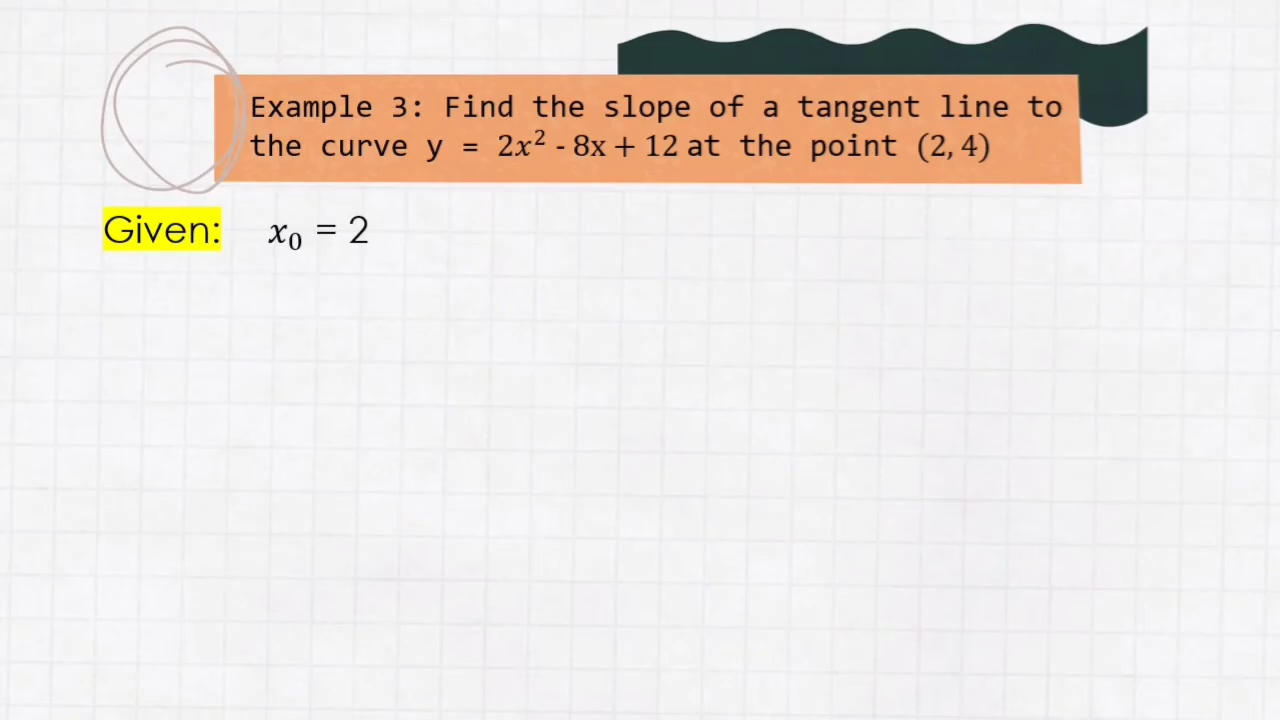 Example 3: Find the slope of a tangent line to
the curve y = 2x² - 8x + 12 at the point (2, 4)
Given: x₀ = 2